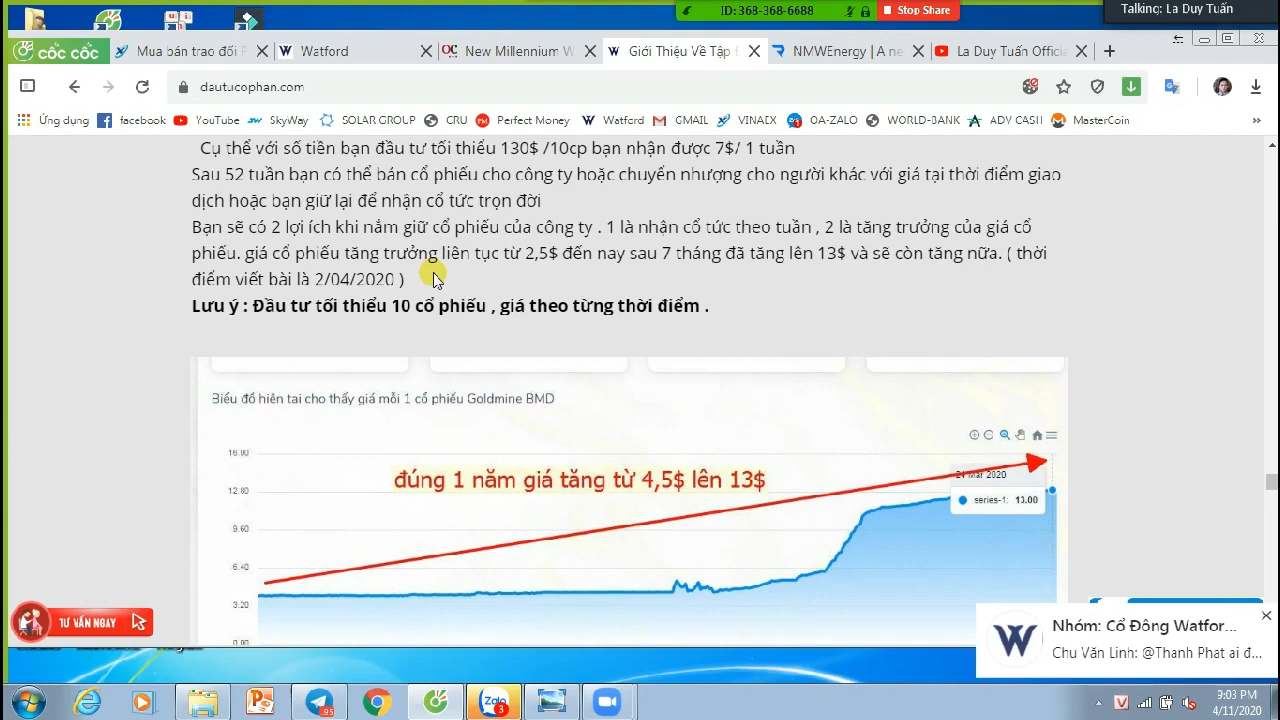 ID: 368-368-6688
Stop Share
Talking: La Duy Tuấn
cốc cốc
Mua bán trao đổi P
Watford
New Millennium W
Giới Thiệu Về Tập
NMWEnergy | A ne
La Duy Tuấn Officia
dautucophan.com
Ứng dụng
facebook
YouTube
SkyWay
SOLAR GROUP
GRU
Perfect Money
Watford
GMAIL
VINAEX
OA-ZALO
WORLD-BANK
ADV CASH
MasterCoin
Cụ thể với số tiền bạn đầu tư tối thiểu 130$ /10cp bạn nhận được 7$/ 1 tuần
Sau 52 tuần bạn có thể bán cổ phiếu cho công ty hoặc chuyển nhượng cho người khác với giá tại thời điểm giao
dịch hoặc bạn giữ lại để nhận cổ tức trọn đời
Bạn sẽ có 2 lợi ích khi nắm giữ cổ phiếu của công ty . 1 là nhận cổ tức theo tuần , 2 là tăng trưởng của giá cổ
phiếu. giá cổ phiếu tăng trưởng liên tục từ 2,5$ đến nay sau 7 tháng đã tăng lên 13$ và sẽ còn tăng nữa. ( thời
điểm viết bài là 2/04/2020 )
Lưu ý : Đầu tư tối thiểu 10 cổ phiếu , giá theo từng thời điểm .
Biểu đồ hiện tại cho thấy giá mỗi 1 cổ phiếu Goldmine BMD
16.00
đúng 1 năm giá tăng từ 4,5$ lên 13$
Mar 2020
12.80
series-1: 13.00
9.60
6.40
3.20
0.00
TƯ VẤN NGAY
W
Nhóm: Cổ Đông Watfor...
Chu Văn Linh: @Thanh Phat ai đ...
95
Zalo
3
V
9:03 PM
4/11/2020